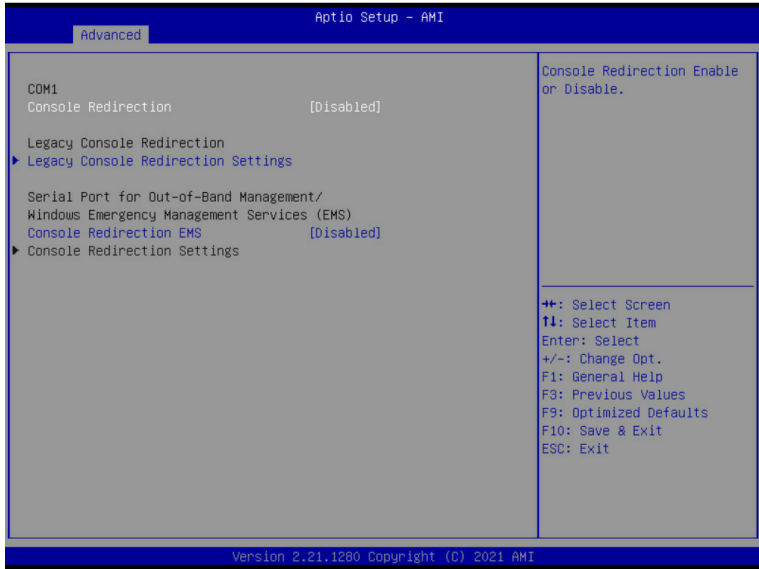 Aptio Setup – AMI
Advanced
COM1
Console Redirection [Disabled]
Legacy Console Redirection
▶ Legacy Console Redirection Settings
Serial Port for Out-of-Band Management/
Windows Emergency Management Services (EMS)
Console Redirection EMS [Disabled]
▶ Console Redirection Settings
Console Redirection Enable
or Disable.
→←: Select Screen
↑↓: Select Item
Enter: Select
+/-: Change Opt.
F1: General Help
F3: Previous Values
F9: Optimized Defaults
F10: Save & Exit
ESC: Exit
Version 2.21.1280 Copyright (C) 2021 AMI